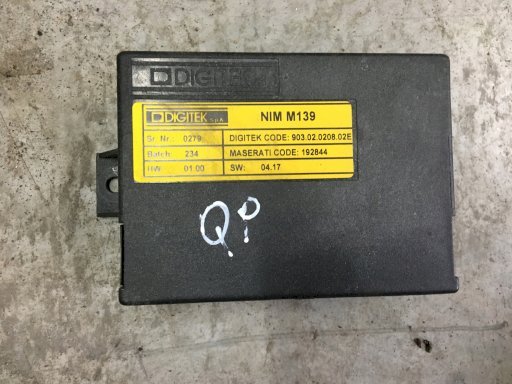 DIGITEK
DIGITEK S.p.A. NIM M139
Sr. Nr.: 0279 DIGITEK CODE: 903.02.0208.02E
Batch: 234 MASERATI CODE: 192844
HW: 01.00 SW: 04.17
QP